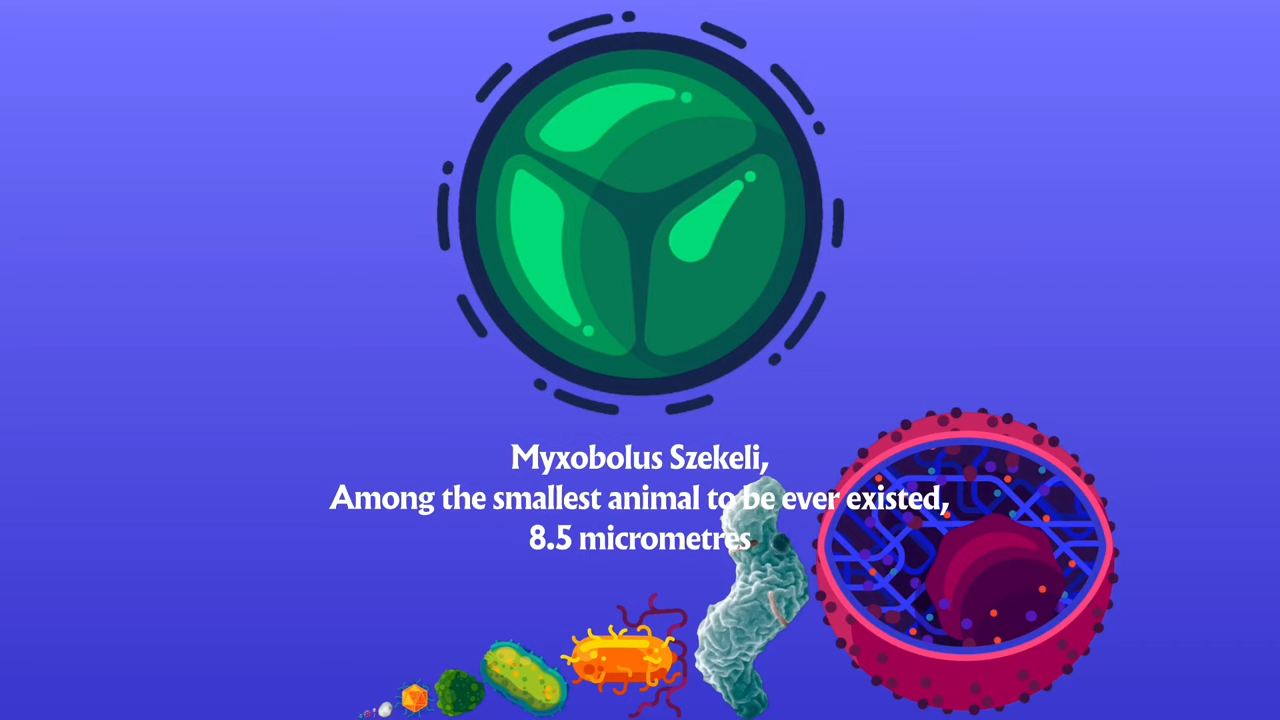 Myxobolus Szekeli,
Among the smallest animal to be ever existed,
8.5 micrometres